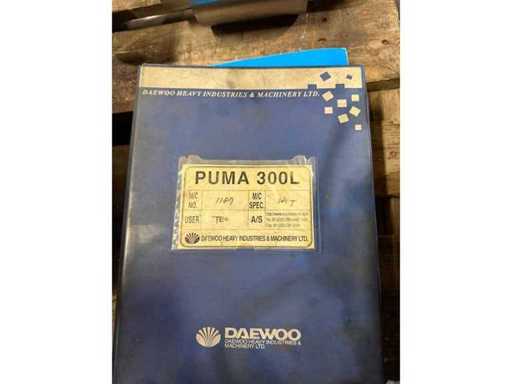 DAEWOO HEAVY INDUSTRIES & MACHINERY LTD.
PUMA 300L
M/C NO.
M/C SPEC.
USER
A/S
DAEWOO HEAVY INDUSTRIES & MACHINERY LTD.
DAEWOO
DAEWOO HEAVY INDUSTRIES & MACHINERY LTD.